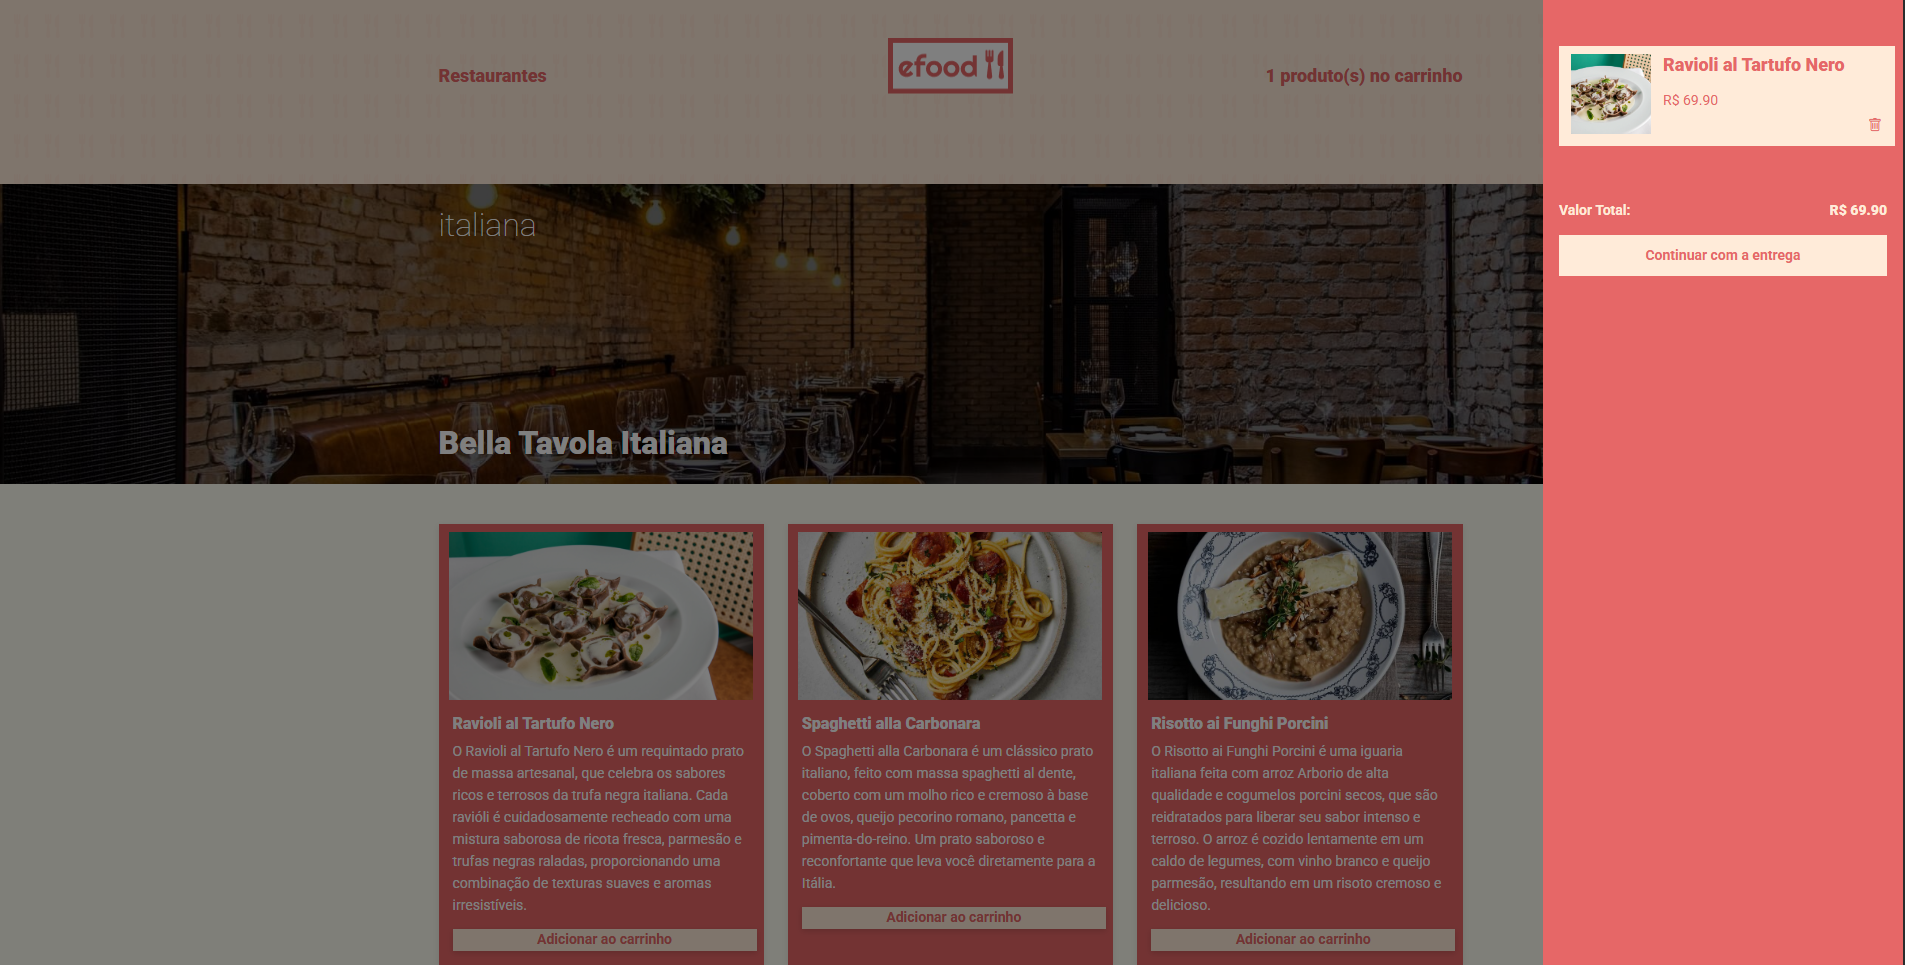 Restaurantes
efood
1 produto(s) no carrinho
italiana
Bella Tavola Italiana
Ravioli al Tartufo Nero
O Ravioli al Tartufo Nero é um requintado prato
de massa artesanal, que celebra os sabores
ricos e terrosos da trufa negra italiana. Cada
ravióli é cuidadosamente recheado com uma
mistura saborosa de ricota fresca, parmesão e
trufas negras raladas, proporcionando uma
combinação de texturas suaves e aromas
irresistíveis.
Adicionar ao carrinho
Spaghetti alla Carbonara
O Spaghetti alla Carbonara é um clássico prato
italiano, feito com massa spaghetti al dente,
coberto com um molho rico e cremoso à base
de ovos, queijo pecorino romano, pancetta e
pimenta-do-reino. Um prato saboroso e
reconfortante que leva você diretamente para a
Itália.
Adicionar ao carrinho
Risotto ai Funghi Porcini
O Risotto ai Funghi Porcini é uma iguaria
italiana feita com arroz Arborio de alta
qualidade e cogumelos porcini secos, que são
reidratados para liberar seu sabor intenso e
terroso. O arroz é cozido lentamente em um
caldo de legumes, com vinho branco e queijo
parmesão, resultando em um risoto cremoso e
delicioso.
Adicionar ao carrinho
Ravioli al Tartufo Nero
R$ 69.90
Valor Total:
R$ 69.90
Continuar com a entrega